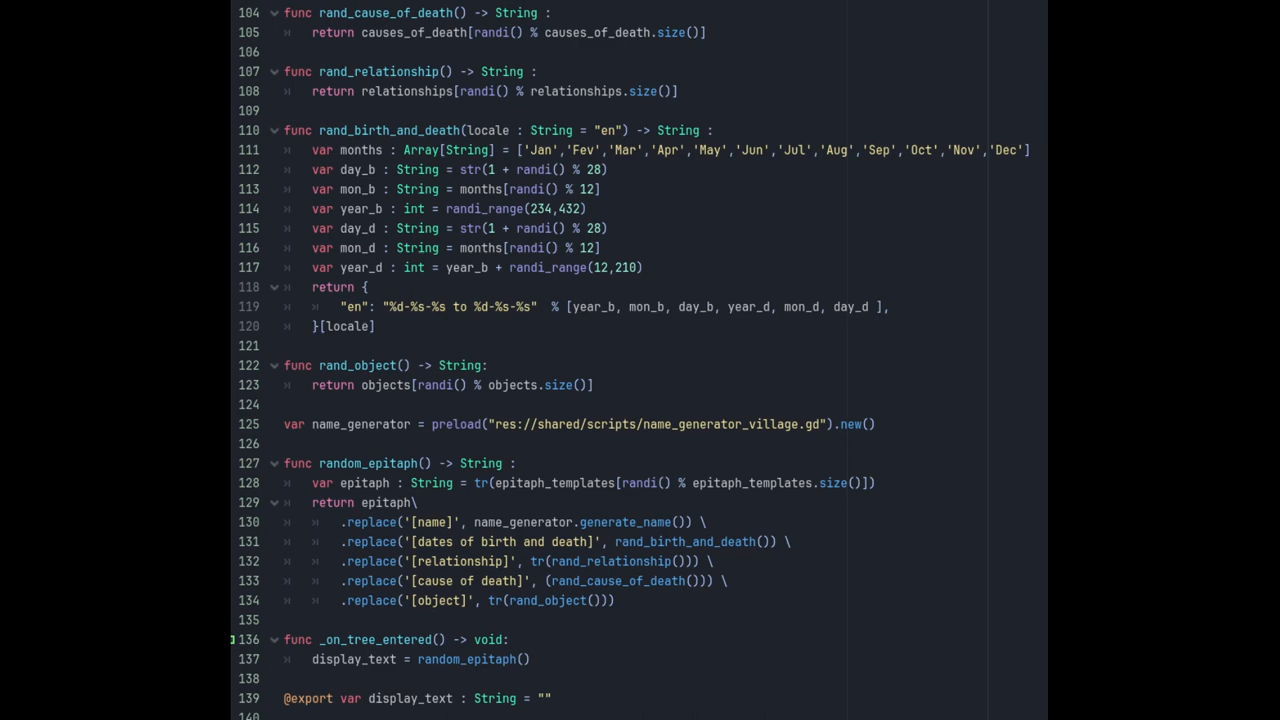 104 func rand_cause_of_death() -> String :
105 return causes_of_death[randi() % causes_of_death.size()]
106
107 func rand_relationship() -> String :
108 return relationships[randi() % relationships.size()]
109
110 func rand_birth_and_death(locale : String = "en") -> String :
111 var months : Array[String] = ['Jan','Fev','Mar','Apr','May','Jun','Jul','Aug','Sep','Oct','Nov','Dec']
112 var day_b : String = str(1 + randi() % 28)
113 var mon_b : String = months[randi() % 12]
114 var year_b : int = randi_range(234,432)
115 var day_d : String = str(1 + randi() % 28)
116 var mon_d : String = months[randi() % 12]
117 var year_d : int = year_b + randi_range(12,210)
118 return {
119 "en": "%d-%s-%s to %d-%s-%s" % [year_b, mon_b, day_b, year_d, mon_d, day_d ],
120 }[locale]
121
122 func rand_object() -> String:
123 return objects[randi() % objects.size()]
124
125 var name_generator = preload("res://shared/scripts/name_generator_village.gd").new()
126
127 func random_epitaph() -> String :
128 var epitaph : String = tr(epitaph_templates[randi() % epitaph_templates.size()])
129 return epitaph\
130 .replace('[name]', name_generator.generate_name()) \
131 .replace('[dates of birth and death]', rand_birth_and_death()) \
132 .replace('[relationship]', tr(rand_relationship())) \
133 .replace('[cause of death]', (rand_cause_of_death())) \
134 .replace('[object]', tr(rand_object()))
135
136 func _on_tree_entered() -> void:
137 display_text = random_epitaph()
138
139 @export var display_text : String = ""
140